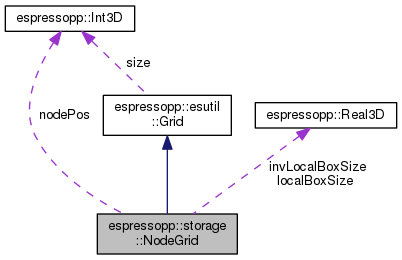 espressopp::Int3D
size
nodePos
espressopp::esutil
::Grid
espressopp::Real3D
invLocalBoxSize
localBoxSize
espressopp::storage
::NodeGrid